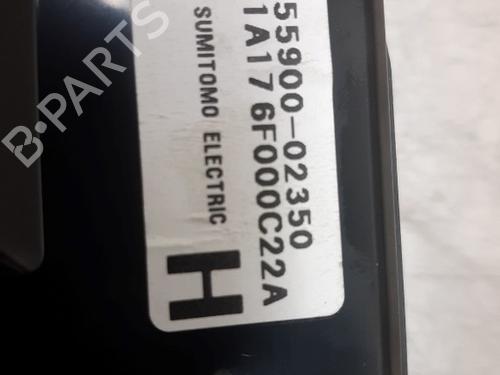 55900-02350
1A17 6F000C22A
SUMITOMO ELECTRIC
H
B-PARTS